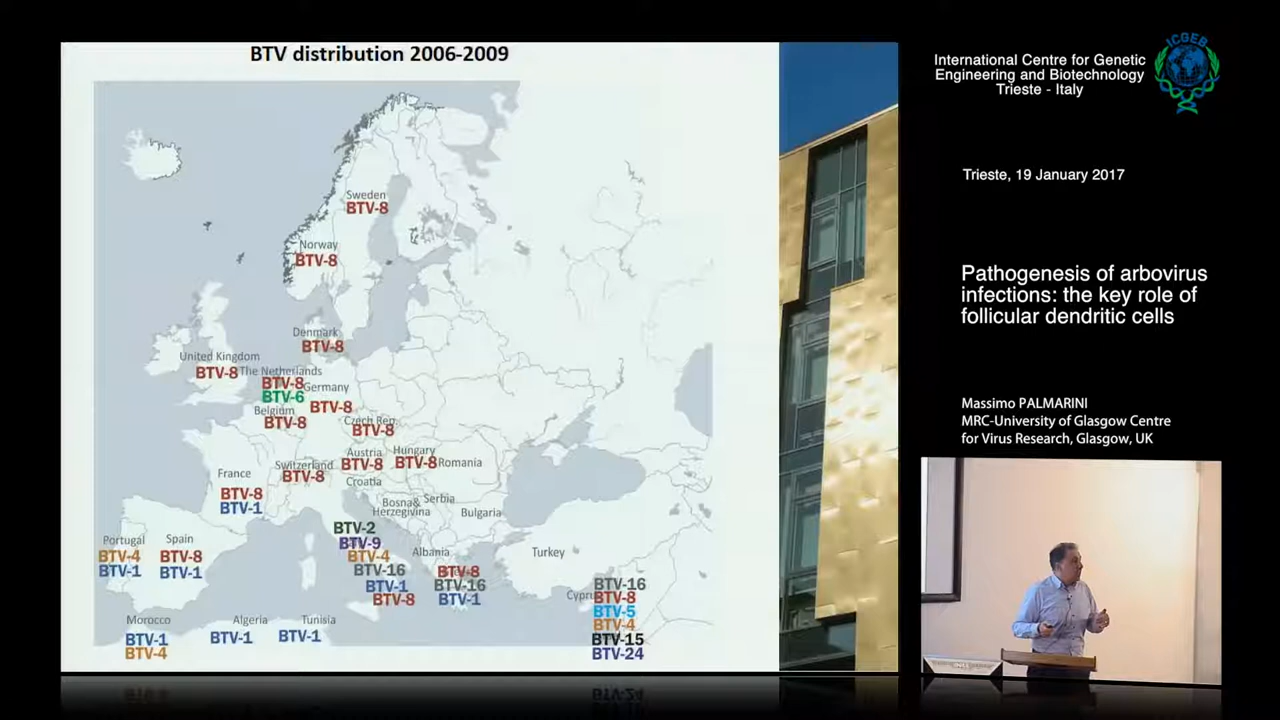 BTV distribution 2006-2009
Sweden
BTV-8
Norway
BTV-8
Denmark
BTV-8
United Kingdom
BTV-8
The Netherlands
BTV-8
BTV-6
Germany
BTV-8
Belgium
BTV-8
Czech Rep
BTV-8
Austria
BTV-8
Hungary
BTV-8
Romania
Switzerland
BTV-8
Croatia
France
BTV-8
BTV-1
Bosna&
Herzegivina
Serbia
Bulgaria
Portugal
BTV-4
BTV-1
Spain
BTV-8
BTV-1
BTV-2
BTV-9
BTV-4
BTV-16
BTV-1
BTV-8
Albania
BTV-8
BTV-16
BTV-1
Turkey
BTV-16
BTV-8
BTV-5
BTV-4
BTV-15
BTV-24
Morocco
BTV-1
BTV-4
Algeria
BTV-1
Tunisia
BTV-1
International Centre for Genetic
Engineering and Biotechnology
Trieste - Italy
ICGEB
Trieste, 19 January 2017
Pathogenesis of arbovirus
infections: the key role of
follicular dendritic cells
Massimo PALMARINI
MRC-University of Glasgow Centre
for Virus Research, Glasgow, UK